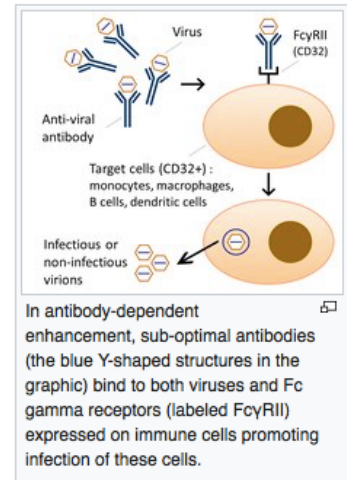 Virus
FcγRII
(CD32)
Anti-viral
antibody
Target cells (CD32+) :
monocytes, macrophages,
B cells, dendritic cells
Infectious or
non-infectious
virions
In antibody-dependent
enhancement, sub-optimal antibodies
(the blue Y-shaped structures in the
graphic) bind to both viruses and Fc
gamma receptors (labeled FcγRII)
expressed on immune cells promoting
infection of these cells.